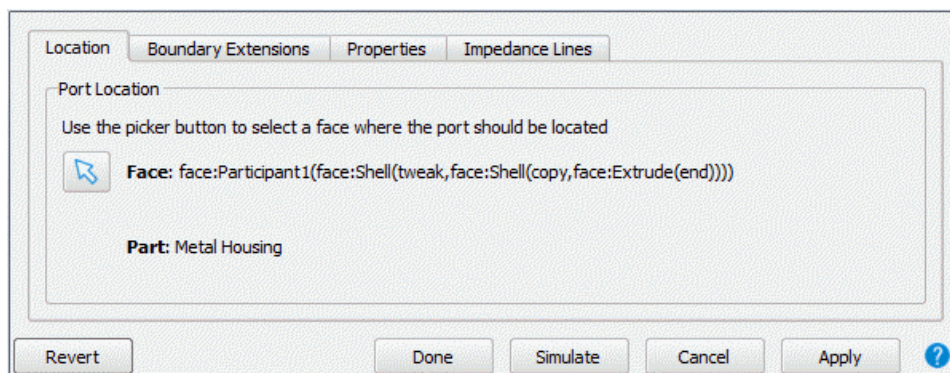 Location Boundary Extensions Properties Impedance Lines
Port Location
Use the picker button to select a face where the port should be located
Face: face:Participant1(face:Shell(tweak,face:Shell(copy,face:Extrude(end))))
Part: Metal Housing
Revert Done Simulate Cancel Apply ?